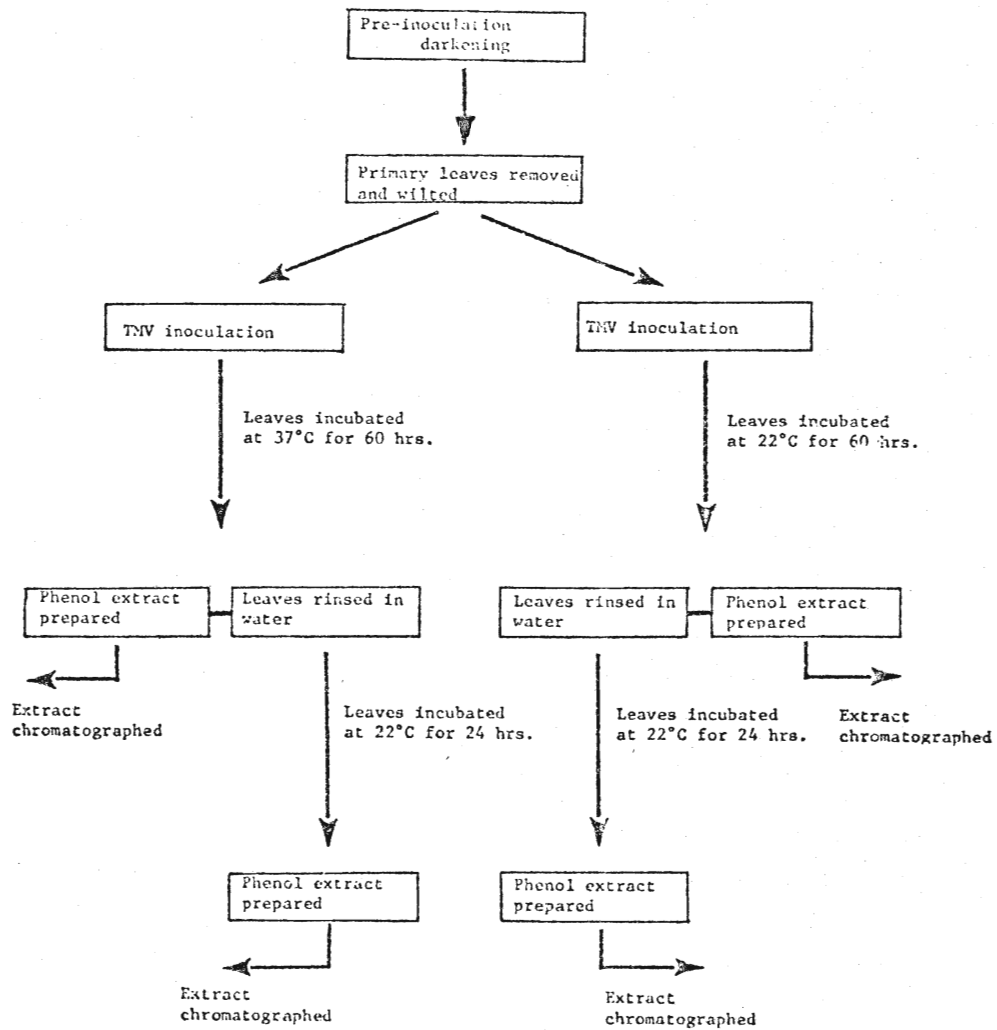 Pre-inoculation
darkening
Primary leaves removed
and wilted
TMV inoculation
TMV inoculation
Leaves incubated
at 37°C for 60 hrs.
Leaves incubated
at 22°C for 60 hrs.
Phenol extract
prepared
Leaves rinsed in
water
Leaves rinsed in
water
Phenol extract
prepared
Extract
chromatographed
Leaves incubated
at 22°C for 24 hrs.
Leaves incubated
at 22°C for 24 hrs.
Extract
chromatographed
Phenol extract
prepared
Phenol extract
prepared
Extract
chromatographed
Extract
chromatographed